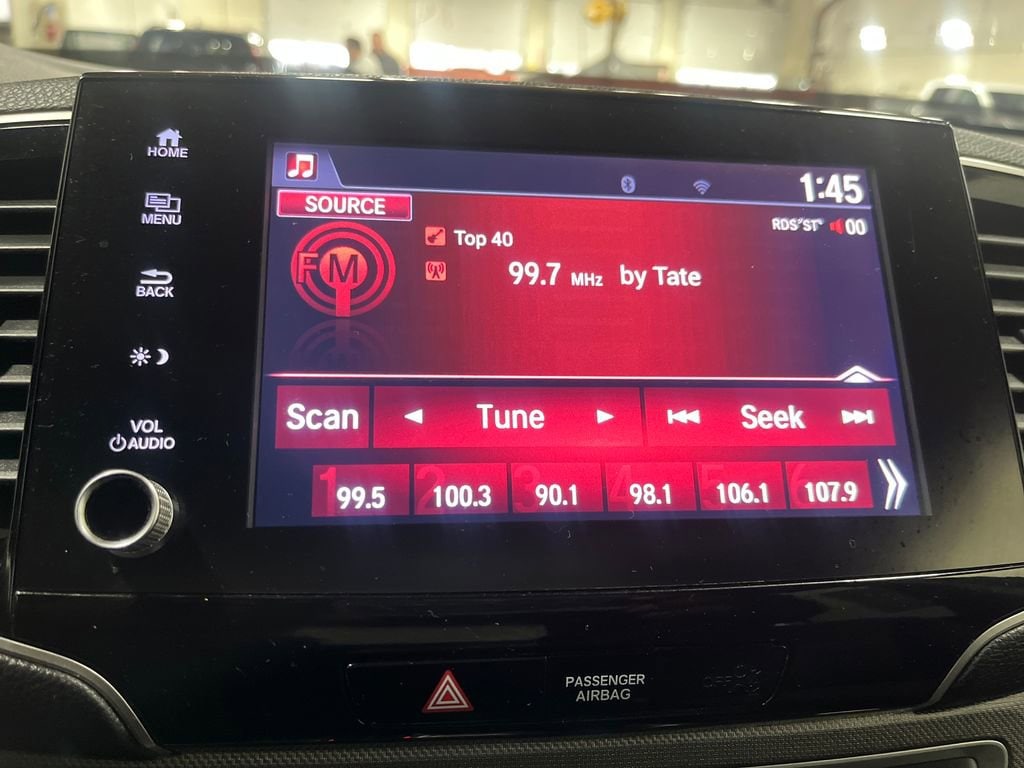 HOME
MENU
BACK
VOL
AUDIO
1:45
SOURCE
RDS ST 00
FM
Top 40
99.7 MHz by Tate
Scan Tune Seek
1 99.5 2 100.3 3 90.1 4 98.1 5 106.1 6 107.9
PASSENGER
AIRBAG
OFF